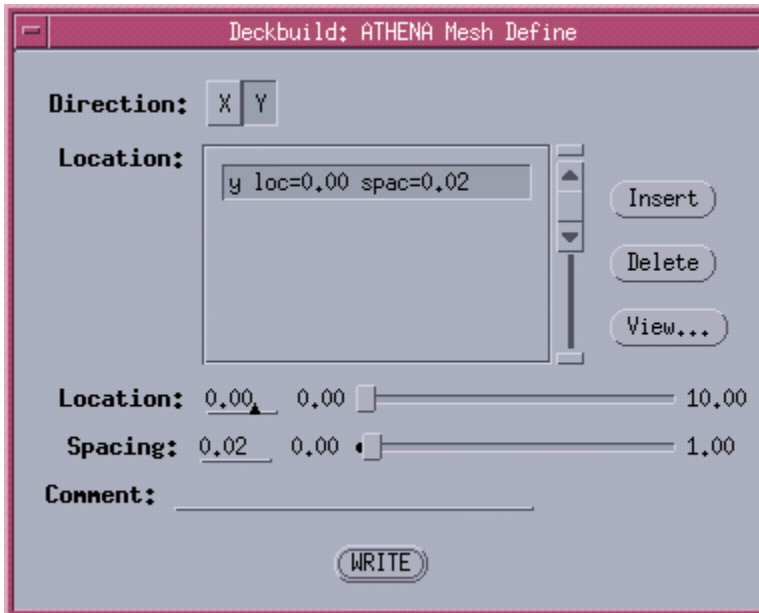 Deckbuild: ATHENA Mesh Define
Direction: X Y
Location:
y loc=0.00 spac=0.02
Insert
Delete
View...
Location: 0.00 0.00 10.00
Spacing: 0.02 0.00 1.00
Comment:
WRITE